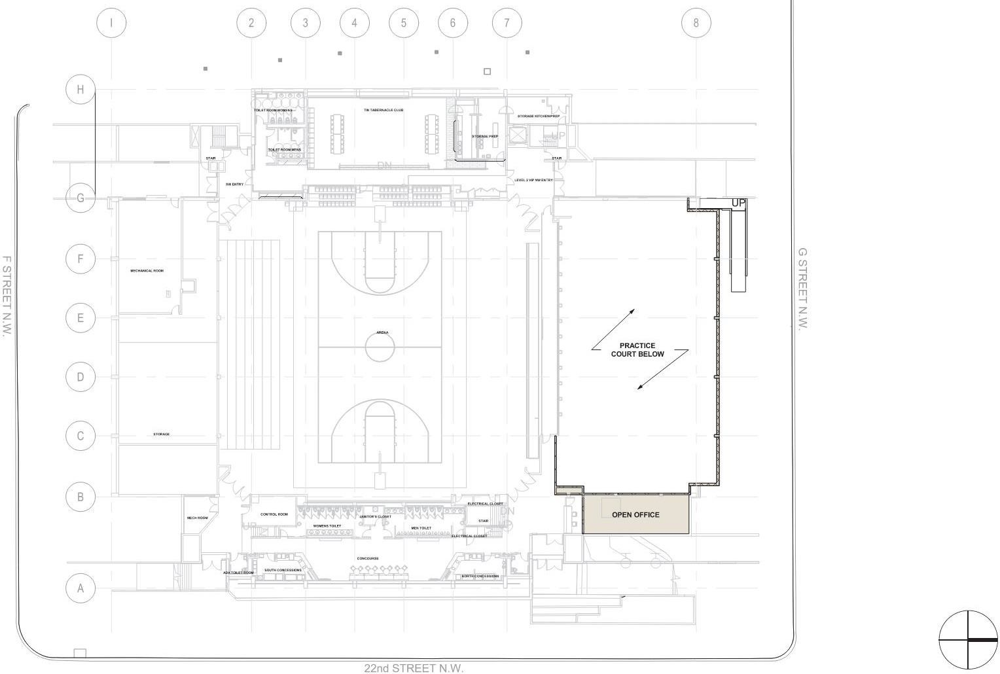 I 2 3 4 5 6 7 8
H
TOILET ROOM WOMENS
TIN TABERNACLE CLUB
STORAGE KITCHEN PREP
STORAGE PREP
UP
TOILET ROOM MENS
STAIR
STAIR
DN
SW ENTRY
LEVEL 2 VIP NW ENTRY
G
UP
F
MECHANICAL ROOM
F STREET N.W.
G STREET N.W.
E
ARENA
PRACTICE
COURT BELOW
D
C
STORAGE
B
ELECTRICAL CLOSET
DN
CONTROL ROOM
MECH ROOM
JANITOR'S CLOSET
OPEN OFFICE
STAIR
WOMENS TOILET
MEN TOILET
ELECTRICAL CLOSET
CONCOURSE
ADA TOILET ROOM
SOUTH CONCESSIONS
NORTH CONCESSIONS
A
22nd STREET N.W.